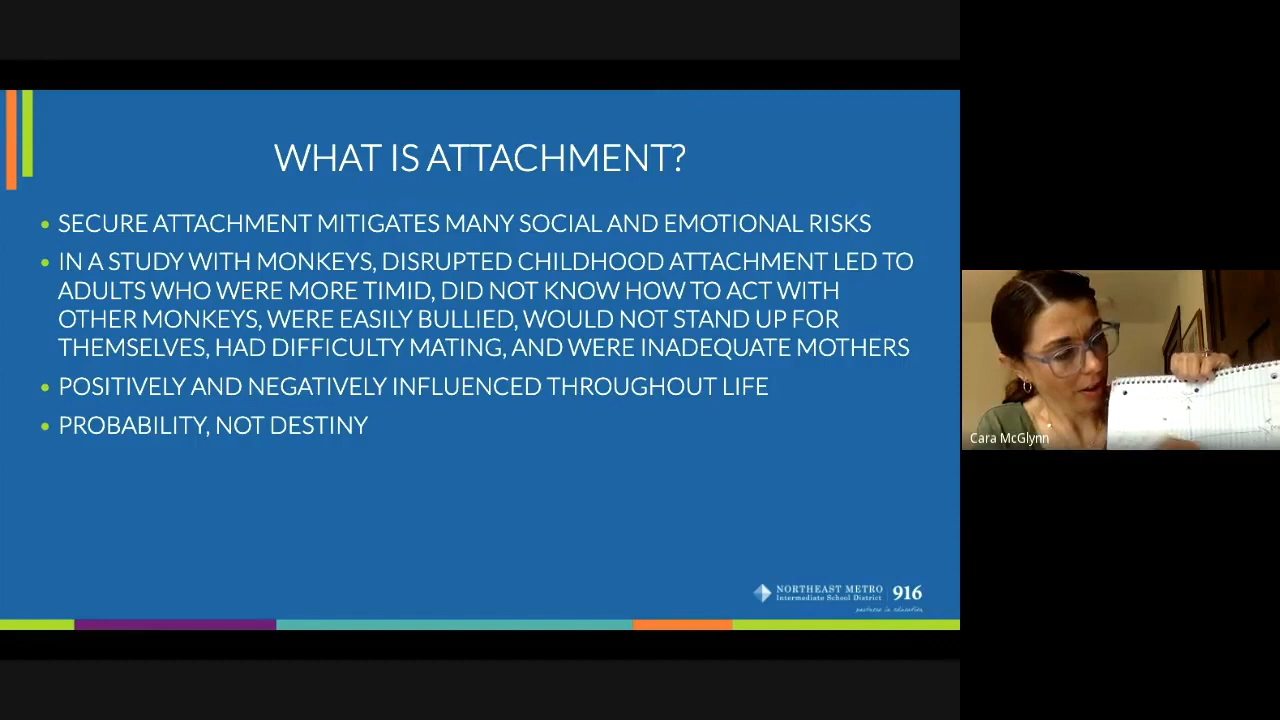 WHAT IS ATTACHMENT?
• SECURE ATTACHMENT MITIGATES MANY SOCIAL AND EMOTIONAL RISKS
• IN A STUDY WITH MONKEYS, DISRUPTED CHILDHOOD ATTACHMENT LED TO
ADULTS WHO WERE MORE TIMID, DID NOT KNOW HOW TO ACT WITH
OTHER MONKEYS, WERE EASILY BULLIED, WOULD NOT STAND UP FOR
THEMSELVES, HAD DIFFICULTY MATING, AND WERE INADEQUATE MOTHERS
• POSITIVELY AND NEGATIVELY INFLUENCED THROUGHOUT LIFE
• PROBABILITY, NOT DESTINY
NORTHEAST METRO
Intermediate School District
916
partners in education
Cara McGlynn